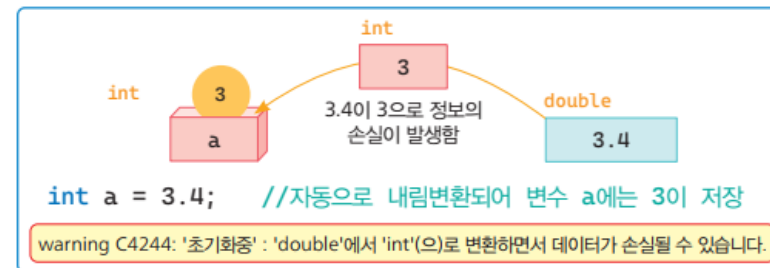 int
3
int
3
a
3.4이 3으로 정보의
손실이 발생함
double
3.4
int a = 3.4; //자동으로 내림변환되어 변수 a에는 3이 저장
warning C4244: '초기화중' : 'double'에서 'int'(으)로 변환하면서 데이터가 손실될 수 있습니다.